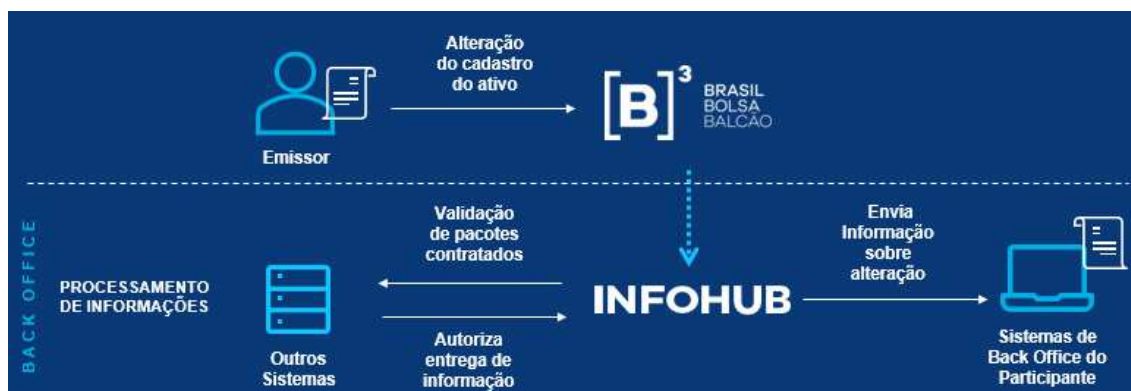 Alteração
do cadastro
do ativo
[B]³
BRASIL
BOLSA
BALCÃO
Emissor
BACK OFFICE
PROCESSAMENTO
DE INFORMAÇÕES
Validação
de pacotes
contratados
Outros
Sistemas
Autoriza
entrega de
informação
INFOHUB
Envia
Informação
sobre
alteração
Sistemas de
Back Office do
Participante